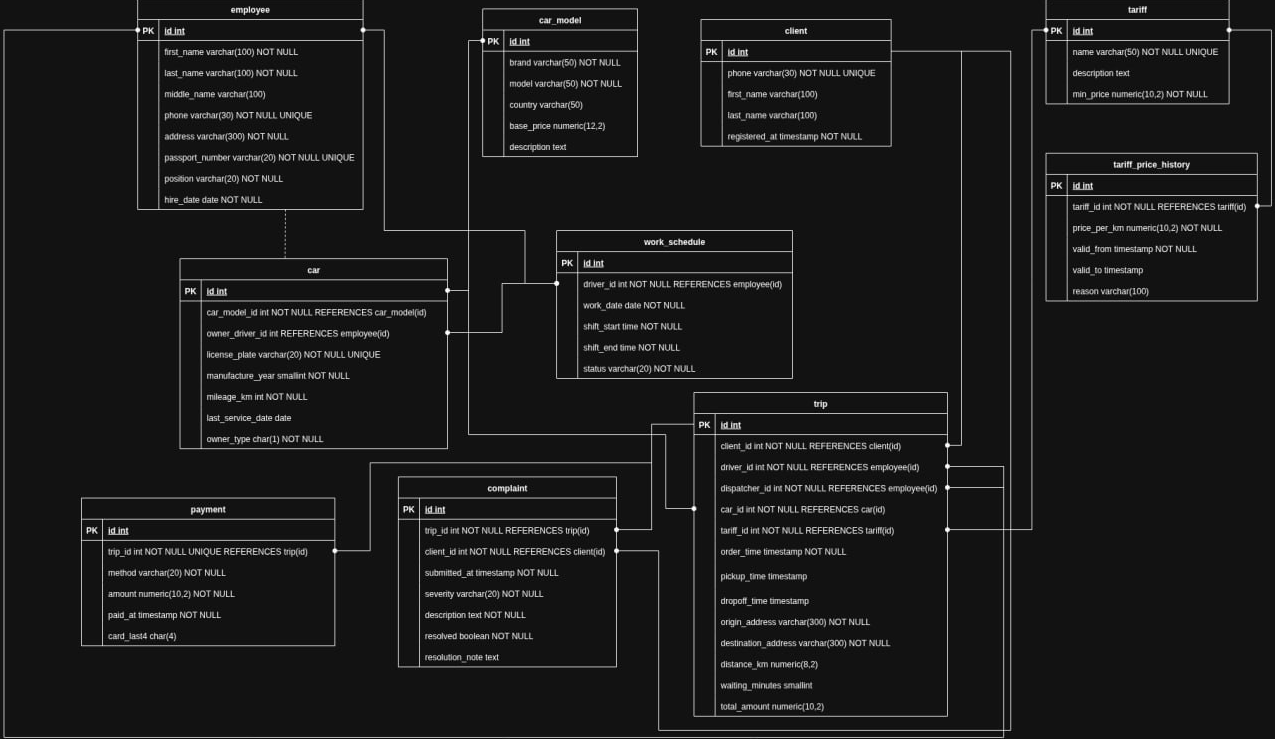 employee
PK id int
first_name varchar(100) NOT NULL
last_name varchar(100) NOT NULL
middle_name varchar(100)
phone varchar(30) NOT NULL UNIQUE
address varchar(300) NOT NULL
passport_number varchar(20) NOT NULL UNIQUE
position varchar(20) NOT NULL
hire_date date NOT NULL
car_model
PK id int
brand varchar(50) NOT NULL
model varchar(50) NOT NULL
country varchar(50)
base_price numeric(12,2)
description text
client
PK id int
phone varchar(30) NOT NULL UNIQUE
first_name varchar(100)
last_name varchar(100)
registered_at timestamp NOT NULL
tariff
PK id int
name varchar(50) NOT NULL UNIQUE
description text
min_price numeric(10,2) NOT NULL
tariff_price_history
PK id int
tariff_id int NOT NULL REFERENCES tariff(id)
price_per_km numeric(10,2) NOT NULL
valid_from timestamp NOT NULL
valid_to timestamp
reason varchar(100)
car
PK id int
car_model_id int NOT NULL REFERENCES car_model(id)
owner_driver_id int REFERENCES employee(id)
license_plate varchar(20) NOT NULL UNIQUE
manufacture_year smallint NOT NULL
mileage_km int NOT NULL
last_service_date date
owner_type char(1) NOT NULL
work_schedule
PK id int
driver_id int NOT NULL REFERENCES employee(id)
work_date date NOT NULL
shift_start time NOT NULL
shift_end time NOT NULL
status varchar(20) NOT NULL
trip
PK id int
client_id int NOT NULL REFERENCES client(id)
driver_id int NOT NULL REFERENCES employee(id)
dispatcher_id int NOT NULL REFERENCES employee(id)
car_id int NOT NULL REFERENCES car(id)
tariff_id int NOT NULL REFERENCES tariff(id)
order_time timestamp NOT NULL
pickup_time timestamp
dropoff_time timestamp
origin_address varchar(300) NOT NULL
destination_address varchar(300) NOT NULL
distance_km numeric(8,2)
waiting_minutes smallint
total_amount numeric(10,2)
payment
PK id int
trip_id int NOT NULL UNIQUE REFERENCES trip(id)
method varchar(20) NOT NULL
amount numeric(10,2) NOT NULL
paid_at timestamp NOT NULL
card_last4 char(4)
complaint
PK id int
trip_id int NOT NULL REFERENCES trip(id)
client_id int NOT NULL REFERENCES client(id)
submitted_at timestamp NOT NULL
severity varchar(20) NOT NULL
description text NOT NULL
resolved boolean NOT NULL
resolution_note text